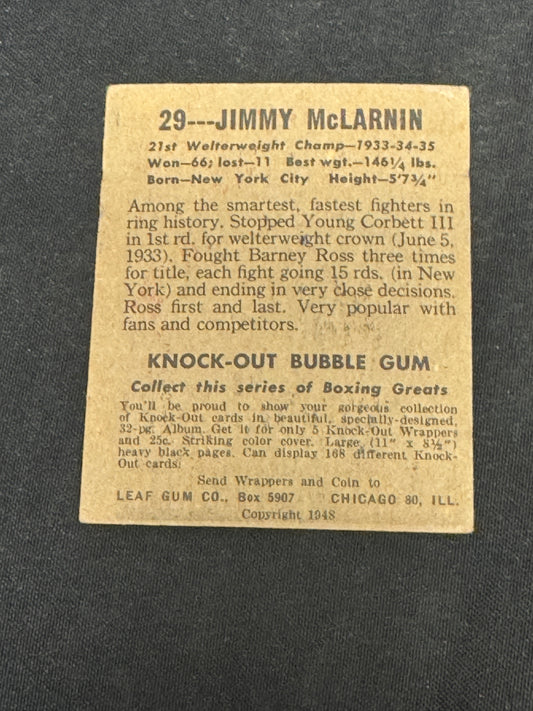 29---JIMMY McLARNIN
21st Welterweight Champ—1933-34-35
Won—66; lost—11 Best wgt.—146¼ lbs.
Born—New York City Height—5'7¾"
Among the smartest, fastest fighters in
ring history. Stopped Young Corbett III
in 1st rd. for welterweight crown (June 5,
1933). Fought Barney Ross three times
for title, each fight going 15 rds. (in New
York) and ending in very close decisions.
Ross first and last. Very popular with
fans and competitors.
KNOCK-OUT BUBBLE GUM
Collect this series of Boxing Greats
You'll be proud to show your gorgeous collection
of Knock-Out cards in beautiful, specially-designed,
32-pg. Album. Get it for only 5 Knock-Out Wrappers
and 25c. Striking color cover. Large, (11" x 8½")
heavy black pages. Can display 168 different Knock-
Out cards.
Send Wrappers and Coin to
LEAF GUM CO., Box 5907 CHICAGO 80, ILL.
Copyright 1948